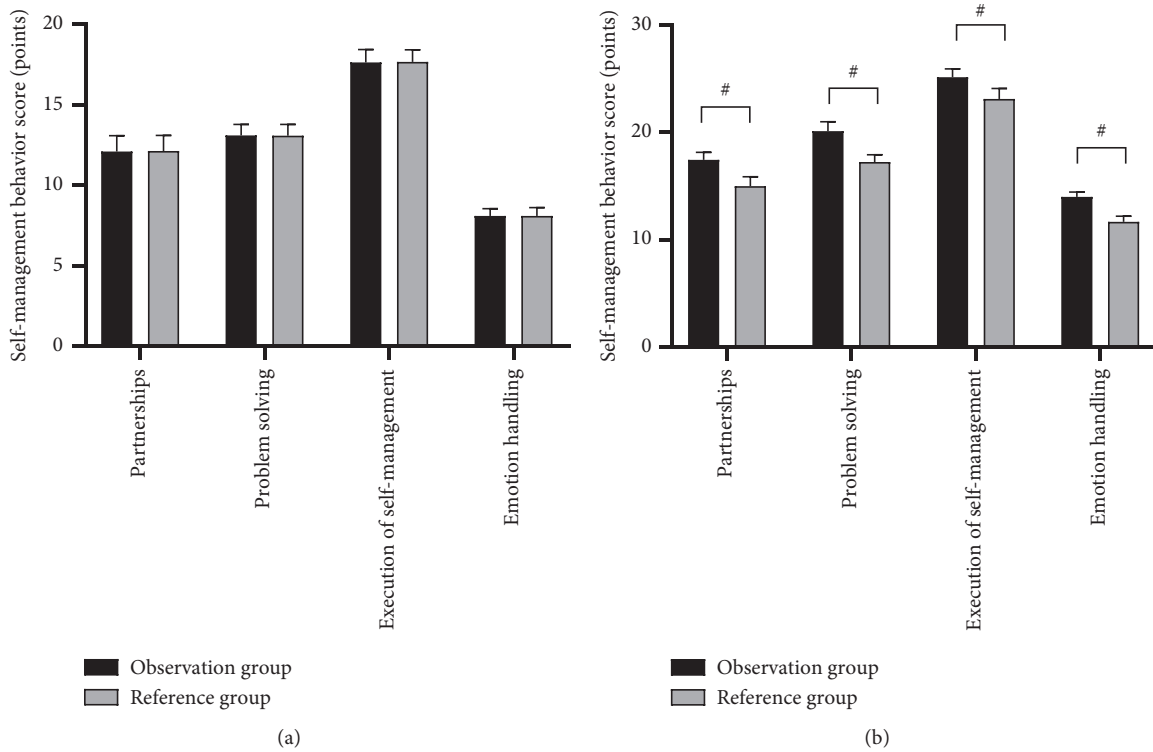 Self-management behavior score (points)
20
15
10
5
0
Partnerships
Problem solving
Execution of self-management
Emotion handling
Observation group
Reference group
(a)
Self-management behavior score (points)
30
20
10
0
#
#
#
#
Partnerships
Problem solving
Execution of self-management
Emotion handling
Observation group
Reference group
(b)